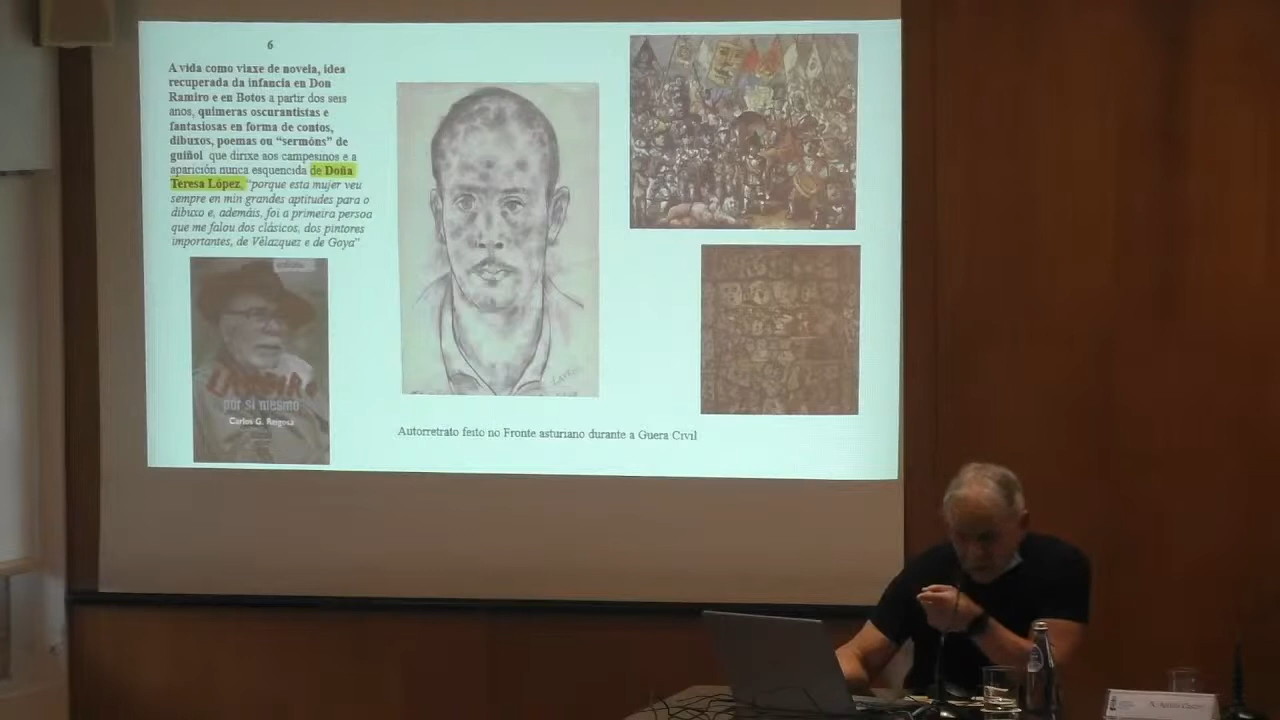 6
A vida como viaxe de novela, idea
recuperada da infancia en Don
Ramiro e en Botos a partir dos seis
anos, quimeras oscurantistas e
fantasiosas en forma de contos,
dibuxos, poemas ou “sermóns” de
guiñol que dirixe aos campesinos e a
aparición nunca esquencida de Doña
Teresa López, “porque esta mujer veu
sempre en min grandes aptitudes para o
dibuxo e, ademáis, foi a primeira persoa
que me falou dos clásicos, dos pintores
importantes, de Vélazquez e de Goya”
por si mesmo
Carlos G. Reigosa
Autorretrato feito no Fronte asturiano durante a Guera Civil